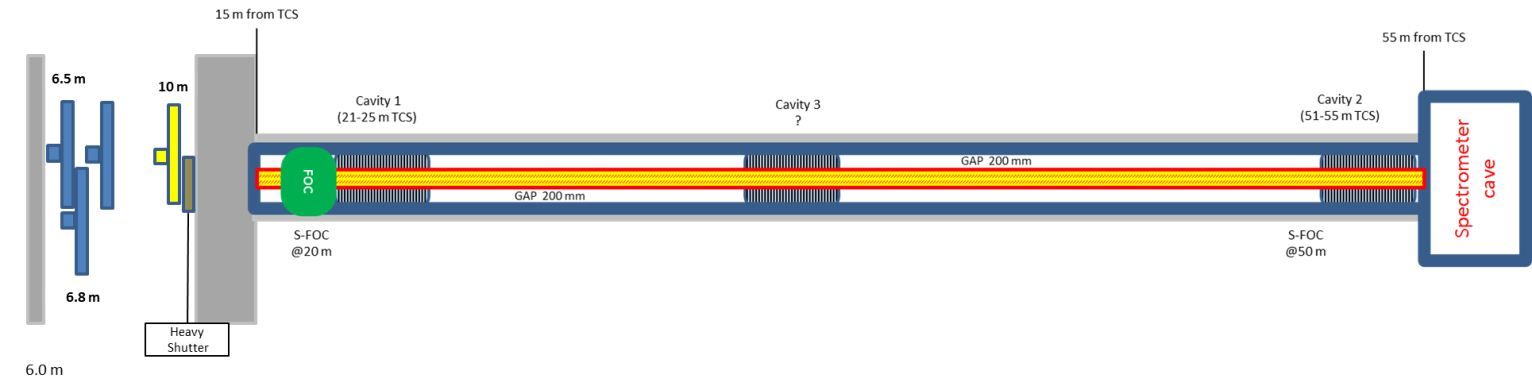 15 m from TCS
55 m from TCS
6.5 m
10 m
Cavity 1
(21-25 m TCS)
Cavity 3
?
Cavity 2
(51-55 m TCS)
GAP 200 mm
FOC
GAP 200 mm
Spectrometer
cave
S-FOC
@20 m
S-FOC
@50 m
6.8 m
Heavy
Shutter
6.0 m